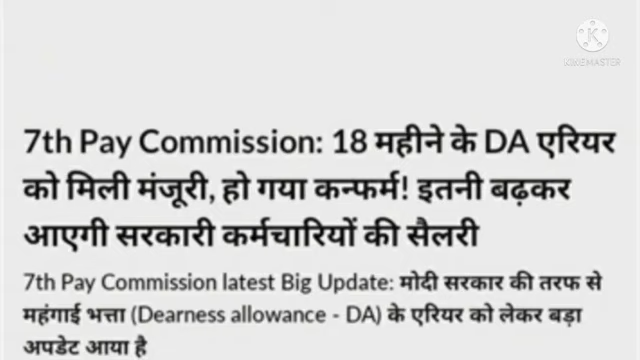 KINEMASTER
7th Pay Commission: 18 महीने के DA एरियर
को मिली मंजूरी, हो गया कन्फर्म! इतनी बढ़कर
आएगी सरकारी कर्मचारियों की सैलरी
7th Pay Commission latest Big Update: मोदी सरकार की तरफ से
महंगाई भत्ता (Dearness allowance - DA) के एरियर को लेकर बड़ा
अपडेट आया है